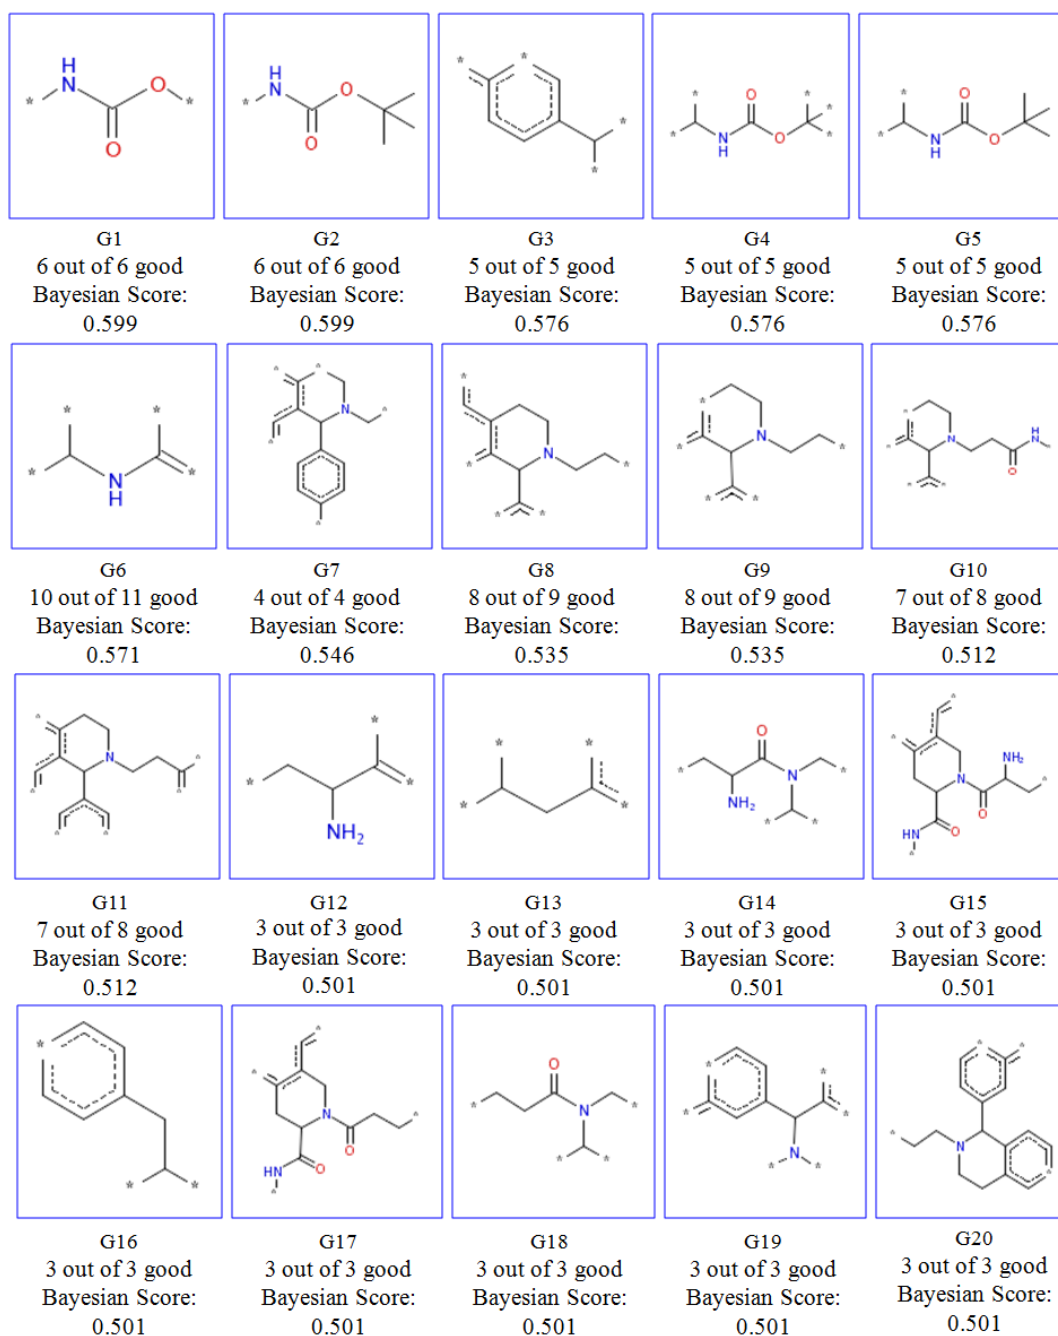 H
N
O
O
G1
6 out of 6 good
Bayesian Score:
0.599
H
N
O
O
G2
6 out of 6 good
Bayesian Score:
0.599
G3
5 out of 5 good
Bayesian Score:
0.576
O
N
H
O
G4
5 out of 5 good
Bayesian Score:
0.576
O
N
H
O
G5
5 out of 5 good
Bayesian Score:
0.576
N
H
G6
10 out of 11 good
Bayesian Score:
0.571
N
G7
4 out of 4 good
Bayesian Score:
0.546
N
G8
8 out of 9 good
Bayesian Score:
0.535
N
G9
8 out of 9 good
Bayesian Score:
0.535
H
N
N
O
G10
7 out of 8 good
Bayesian Score:
0.512
N
G11
7 out of 8 good
Bayesian Score:
0.512
NH2
G12
3 out of 3 good
Bayesian Score:
0.501
G13
3 out of 3 good
Bayesian Score:
0.501
O
N
NH2
G14
3 out of 3 good
Bayesian Score:
0.501
NH2
N
O
HN
O
G15
3 out of 3 good
Bayesian Score:
0.501
G16
3 out of 3 good
Bayesian Score:
0.501
N
O
HN
O
G17
3 out of 3 good
Bayesian Score:
0.501
O
N
G18
3 out of 3 good
Bayesian Score:
0.501
N
G19
3 out of 3 good
Bayesian Score:
0.501
N
G20
3 out of 3 good
Bayesian Score:
0.501